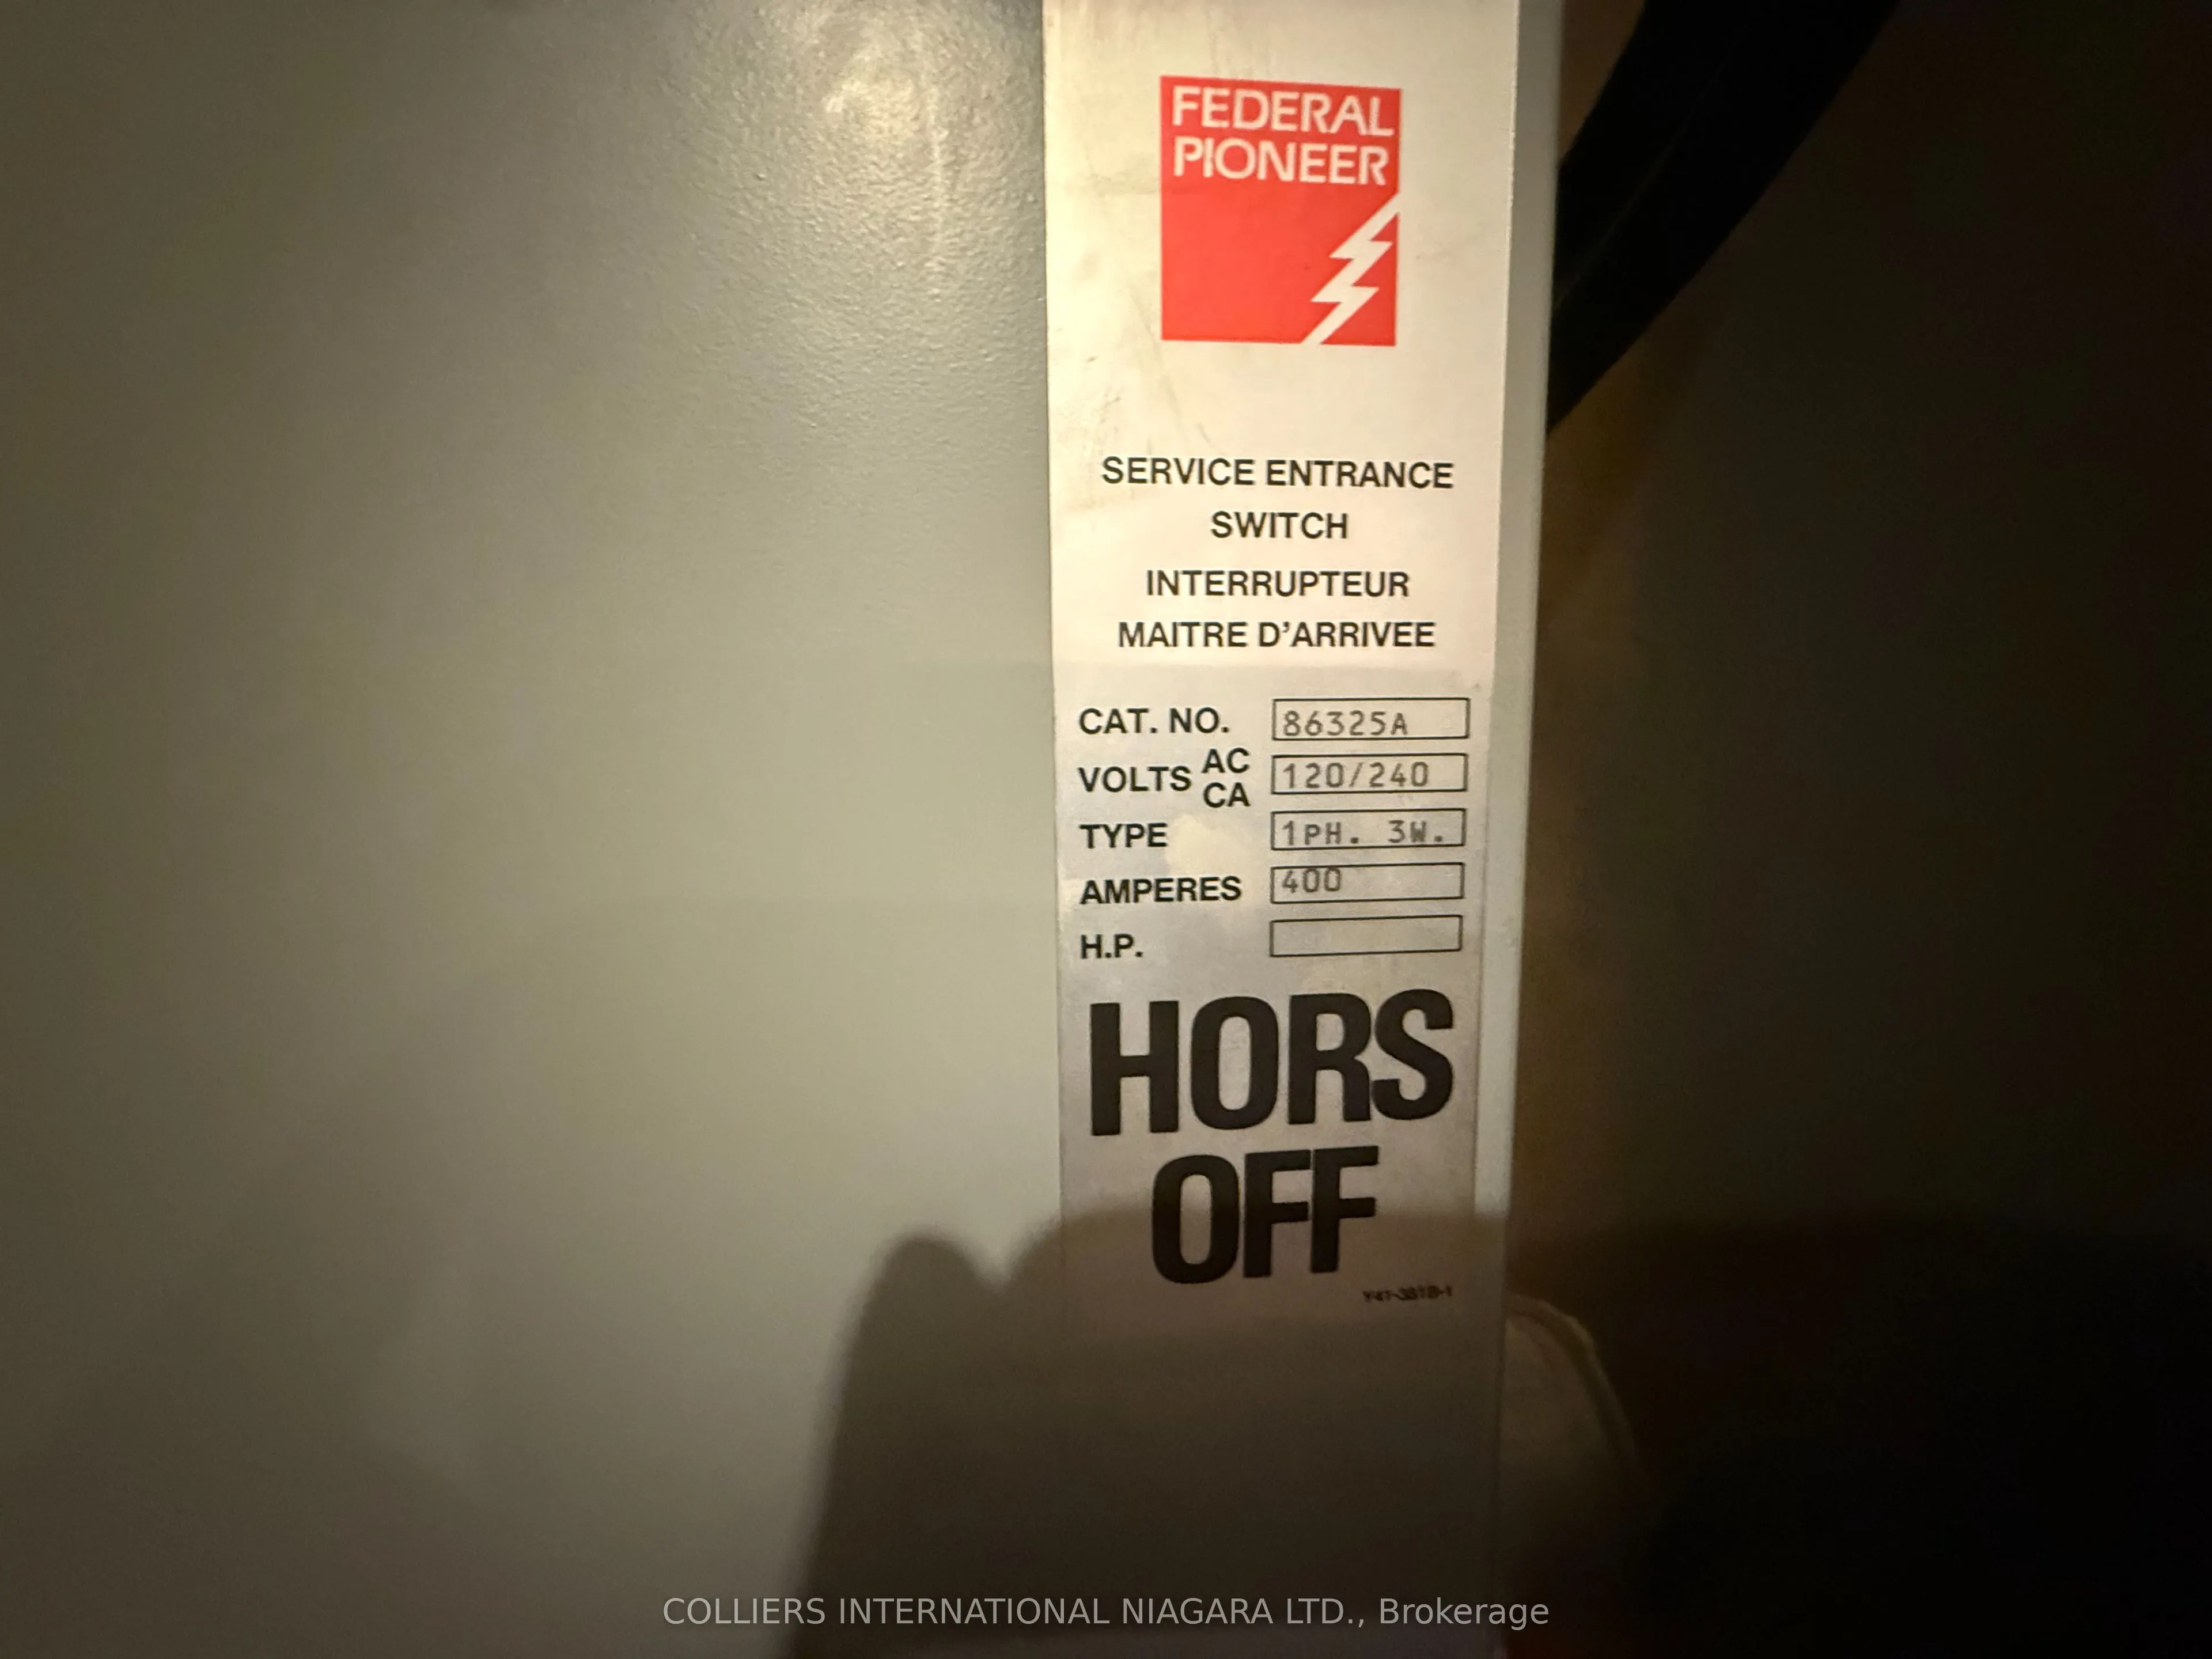 FEDERAL
PIONEER
SERVICE ENTRANCE
SWITCH
INTERRUPTEUR
MAITRE D'ARRIVEE
CAT. NO. 86325A
VOLTS AC CA 120/240
TYPE 1PH. 3W.
AMPERES 400
H.P.
HORS
OFF
COLLIERS INTERNATIONAL NIAGARA LTD., Brokerage